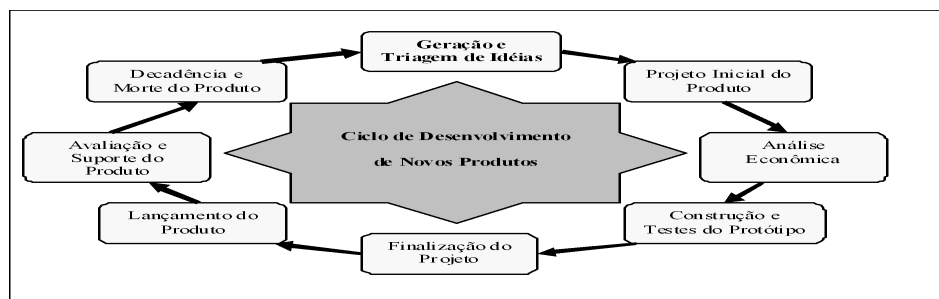 Geração e
Triagem de Idéias
Projeto Inicial do
Produto
Análise
Econômica
Construção e
Testes do Protótipo
Finalização do
Projeto
Lançamento do
Produto
Avaliação e
Suporte do
Produto
Decadência e
Morte do Produto
Ciclo de Desenvolvimento
de Novos Produtos